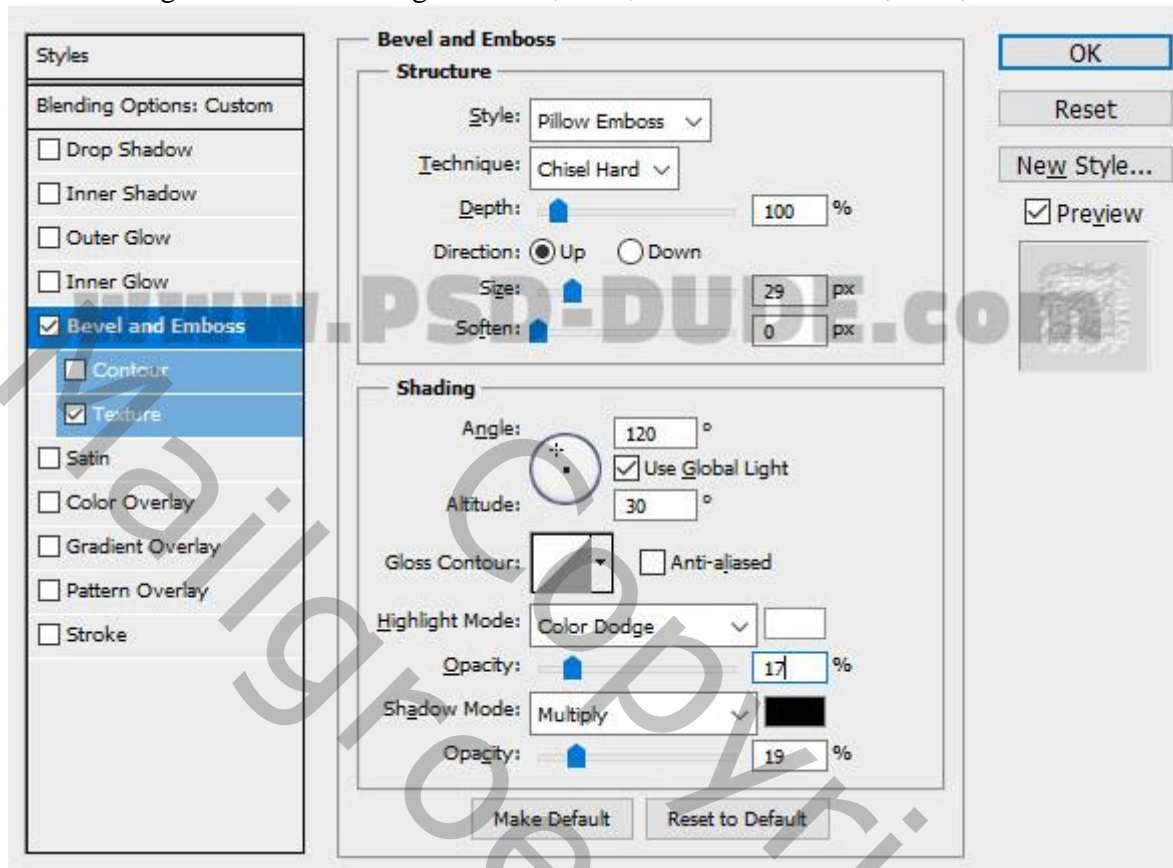 Styles
Blending Options: Custom
Drop Shadow
Inner Shadow
Outer Glow
Inner Glow
Bevel and Emboss
Contour
Texture
Satin
Color Overlay
Gradient Overlay
Pattern Overlay
Stroke
Bevel and Emboss
Structure
Style: Pillow Emboss
Technique: Chisel Hard
Depth: 100 %
Direction: Up Down
Size: 29 px
Soften: 0 px
Shading
Angle: 120 °
Use Global Light
Altitude: 30 °
Gloss Contour: Anti-aliased
Highlight Mode: Color Dodge
Opacity: 17 %
Shadow Mode: Multiply
Opacity: 19 %
Make Default Reset to Default
OK
Reset
New Style...
Preview
www.PSD-DUDE.com